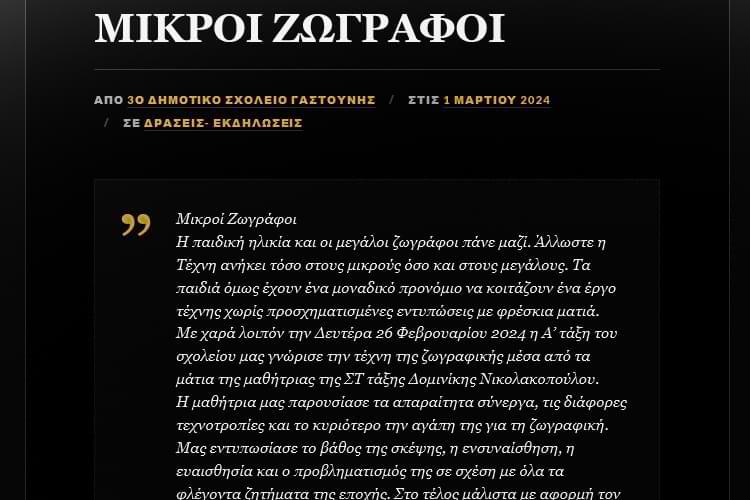 ΜΙΚΡΟΙ ΖΩΓΡΑΦΟΙ
ΑΠΟ 3Ο ΔΗΜΟΤΙΚΟ ΣΧΟΛΕΙΟ ΓΑΣΤΟΥΝΗΣ / ΣΤΙΣ 1 ΜΑΡΤΙΟΥ 2024
/ ΣΕ ΔΡΑΣΕΙΣ- ΕΚΔΗΛΩΣΕΙΣ
” Μικροί Ζωγράφοι
Η παιδική ηλικία και οι μεγάλοι ζωγράφοι πάνε μαζί. Άλλωστε η
Τέχνη ανήκει τόσο στους μικρούς όσο και στους μεγάλους. Τα
παιδιά όμως έχουν ένα μοναδικό προνόμιο να κοιτάζουν ένα έργο
τέχνης χωρίς προσχηματισμένες εντυπώσεις με φρέσκια ματιά.
Με χαρά λοιπόν την Δευτέρα 26 Φεβρουαρίου 2024 η Α’ τάξη του
σχολείου μας γνώρισε την τέχνη της ζωγραφικής μέσα από τα
μάτια της μαθήτριας της ΣΤ τάξης Δομινίκης Νικολακοπούλου.
Η μαθήτρια μας παρουσίασε τα απαραίτητα σύνεργα, τις διάφορες
τεχνοτροπίες και το κυριότερο την αγάπη της για τη ζωγραφική.
Μας εντυπωσίασε το βάθος της σκέψης, η ενσυναίσθηση, η
ευαισθησία και ο προβληματισμός της σε σχέση με όλα τα
φλέγοντα ζητήματα της εποχής. Στο τέλος μάλιστα με αφορμή τον